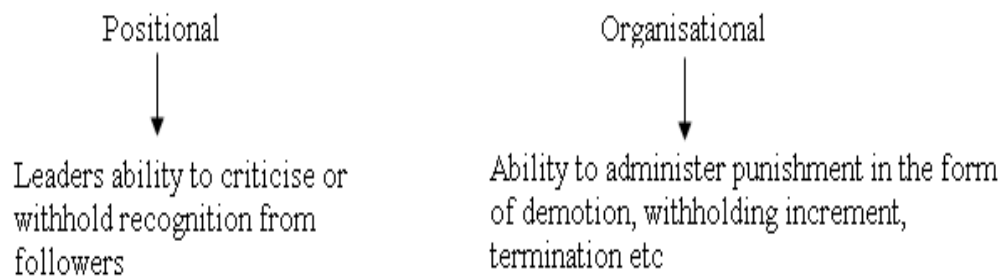 Positional
Leaders ability to criticise or
withhold recognition from
followers
Organisational
Ability to administer punishment in the form
of demotion, withholding increment,
termination etc